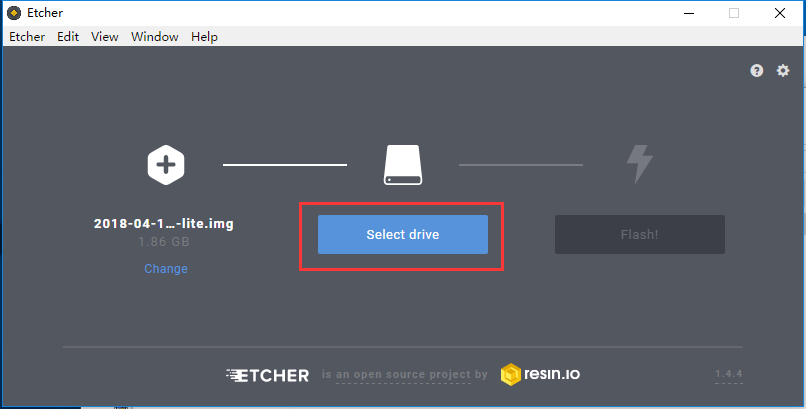 Etcher
Etcher Edit View Window Help
2018-04-1...-lite.img
1.86 GB
Change
Select drive
Flash!
ETCHER is an open source project by resin.io
1.4.4